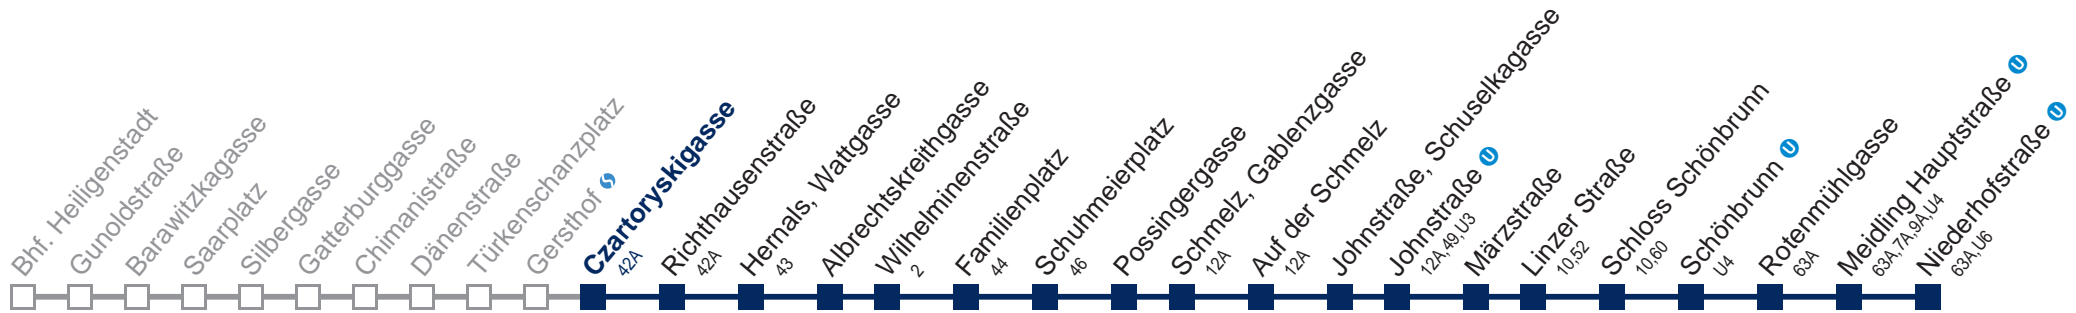 Bhf. Heiligenstadt
Gunoldstraße
Barawitzkagasse
Saarplatz
Silbergasse
Gatterburggasse
Chimanistraße
Dänenstraße
Türkenschanzplatz
Gersthof
Czartoryskigasse
42A
Richthausenstraße
42A
Hernals, Wattgasse
43
Albrechtskreithgasse
Wilhelminenstraße
2
Familienplatz
44
Schuhmeierplatz
46
Possingergasse
Schmelz, Gablenzgasse
12A
Auf der Schmelz
12A
Johnstraße, Schuselkagasse
Johnstraße U
12A,49,U3
Märzstraße
Linzer Straße
10,52
Schloss Schönbrunn
10,60
Schönbrunn U
U4
Rotenmühlgasse
63A
Meidling Hauptstraße U
63A,7A,9A,U4
Niederhofstraße U
63A,U6